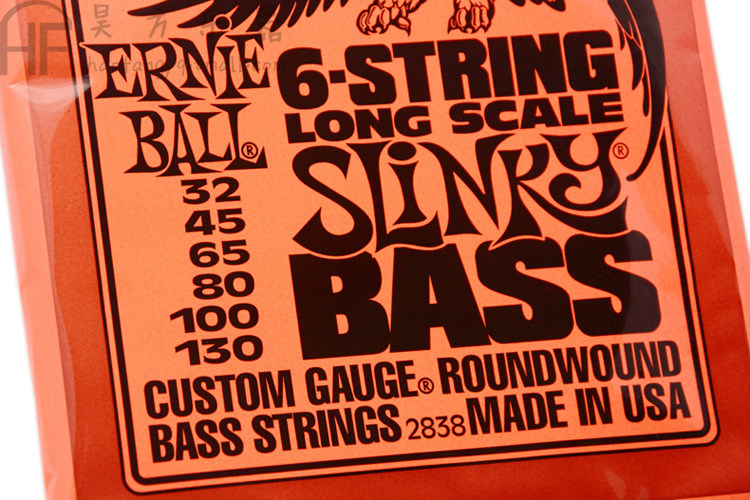 ERNIE
BALL®
6-STRING
LONG SCALE
SLINKY®
BASS
32
45
65
80
100
130
CUSTOM GAUGE® ROUNDWOUND
BASS STRINGS 2838 MADE IN USA